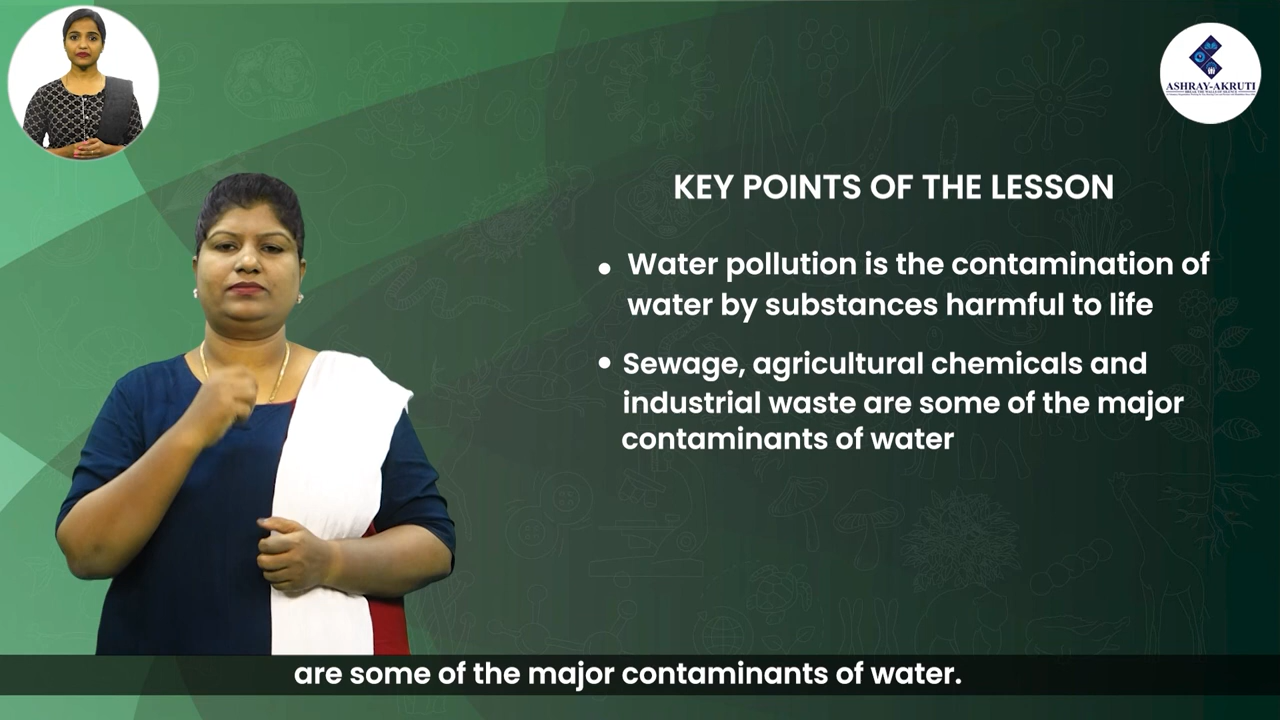 ASHRAY-AKRUTI
KEY POINTS OF THE LESSON
• Water pollution is the contamination of
water by substances harmful to life
• Sewage, agricultural chemicals and
industrial waste are some of the major
contaminants of water
are some of the major contaminants of water.